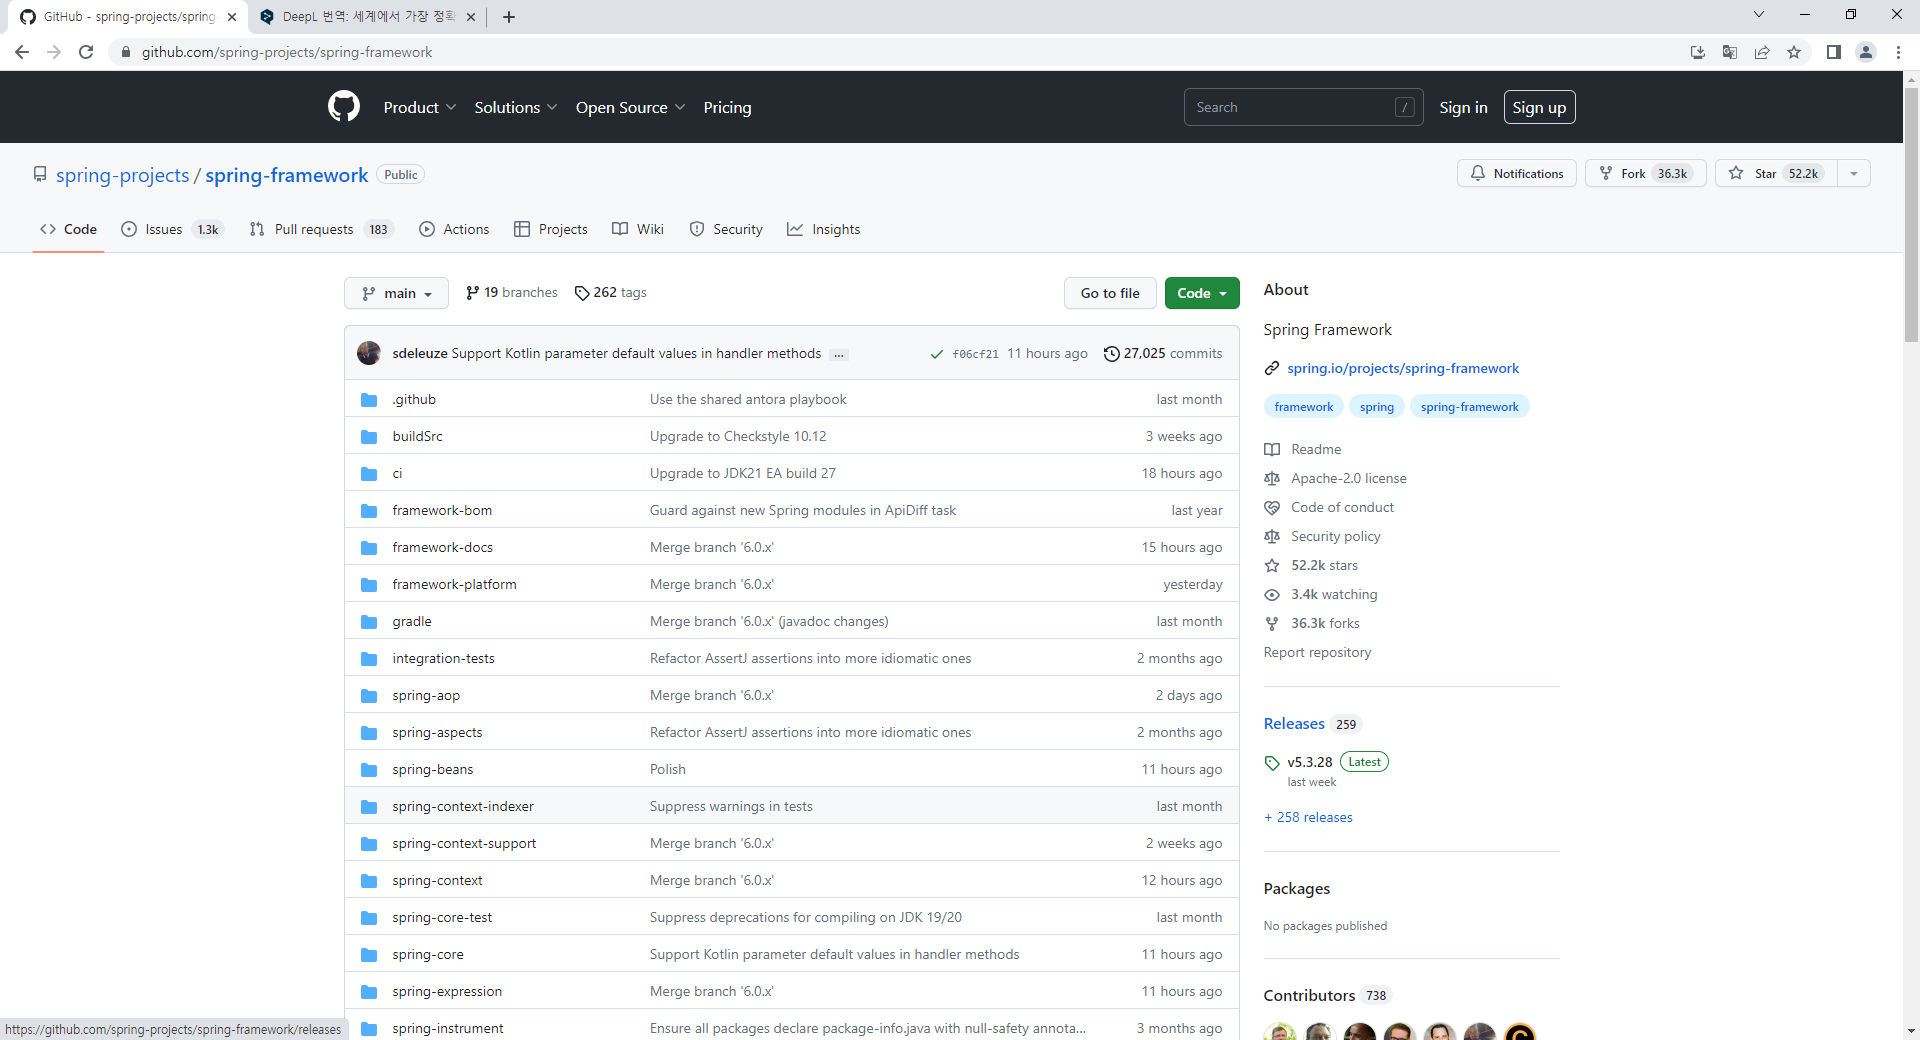 GitHub - spring-projects/spring-
DeepL 번역: 세계에서 가장 정확
github.com/spring-projects/spring-framework
Product
Solutions
Open Source
Pricing
Search
/
Sign in
Sign up
spring-projects / spring-framework
Public
Notifications
Fork 36.3k
Star 52.2k
Code
Issues 1.3k
Pull requests 183
Actions
Projects
Wiki
Security
Insights
main
19 branches
262 tags
Go to file
Code
sdeleuze Support Kotlin parameter default values in handler methods ...
f06cf21 11 hours ago
27,025 commits
.github Use the shared antora playbook last month
buildSrc Upgrade to Checkstyle 10.12 3 weeks ago
ci Upgrade to JDK21 EA build 27 18 hours ago
framework-bom Guard against new Spring modules in ApiDiff task last year
framework-docs Merge branch '6.0.x' 15 hours ago
framework-platform Merge branch '6.0.x' yesterday
gradle Merge branch '6.0.x' (javadoc changes) last month
integration-tests Refactor AssertJ assertions into more idiomatic ones 2 months ago
spring-aop Merge branch '6.0.x' 2 days ago
spring-aspects Refactor AssertJ assertions into more idiomatic ones 2 months ago
spring-beans Polish 11 hours ago
spring-context-indexer Suppress warnings in tests last month
spring-context-support Merge branch '6.0.x' 2 weeks ago
spring-context Merge branch '6.0.x' 12 hours ago
spring-core-test Suppress deprecations for compiling on JDK 19/20 last month
spring-core Support Kotlin parameter default values in handler methods 11 hours ago
spring-expression Merge branch '6.0.x' 11 hours ago
spring-instrument Ensure all packages declare package-info.java with null-safety annota... 3 months ago
About
Spring Framework
spring.io/projects/spring-framework
framework spring spring-framework
Readme
Apache-2.0 license
Code of conduct
Security policy
52.2k stars
3.4k watching
36.3k forks
Report repository
Releases 259
v5.3.28 Latest
last week
+ 258 releases
Packages
No packages published
Contributors 738
https://github.com/spring-projects/spring-framework/releases